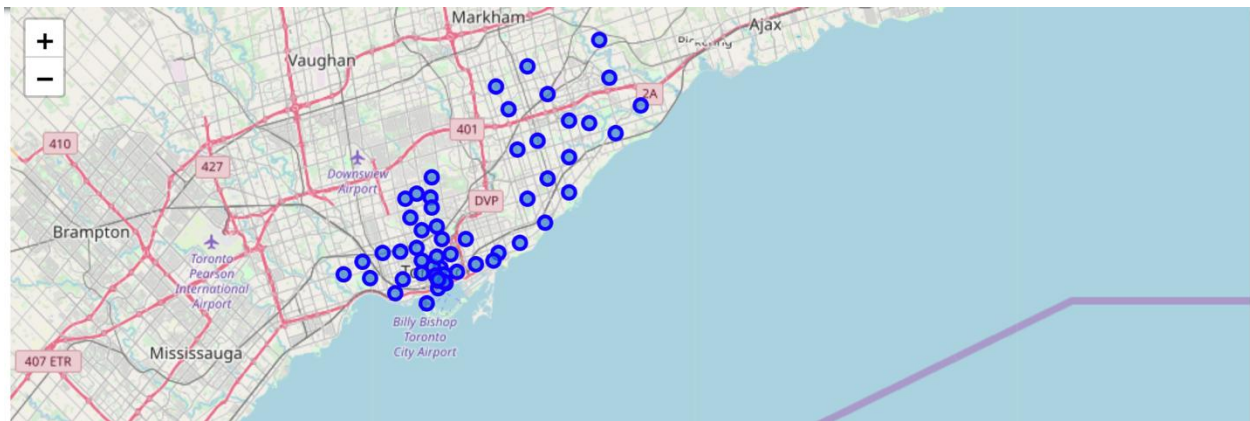 +
−
Markham
Ajax
Vaughan
2A
401
410
427
Downsview
Airport
DVP
Brampton
Toronto
Pearson
International
Airport
Billy Bishop
Toronto
City Airport
Mississauga
407 ETR